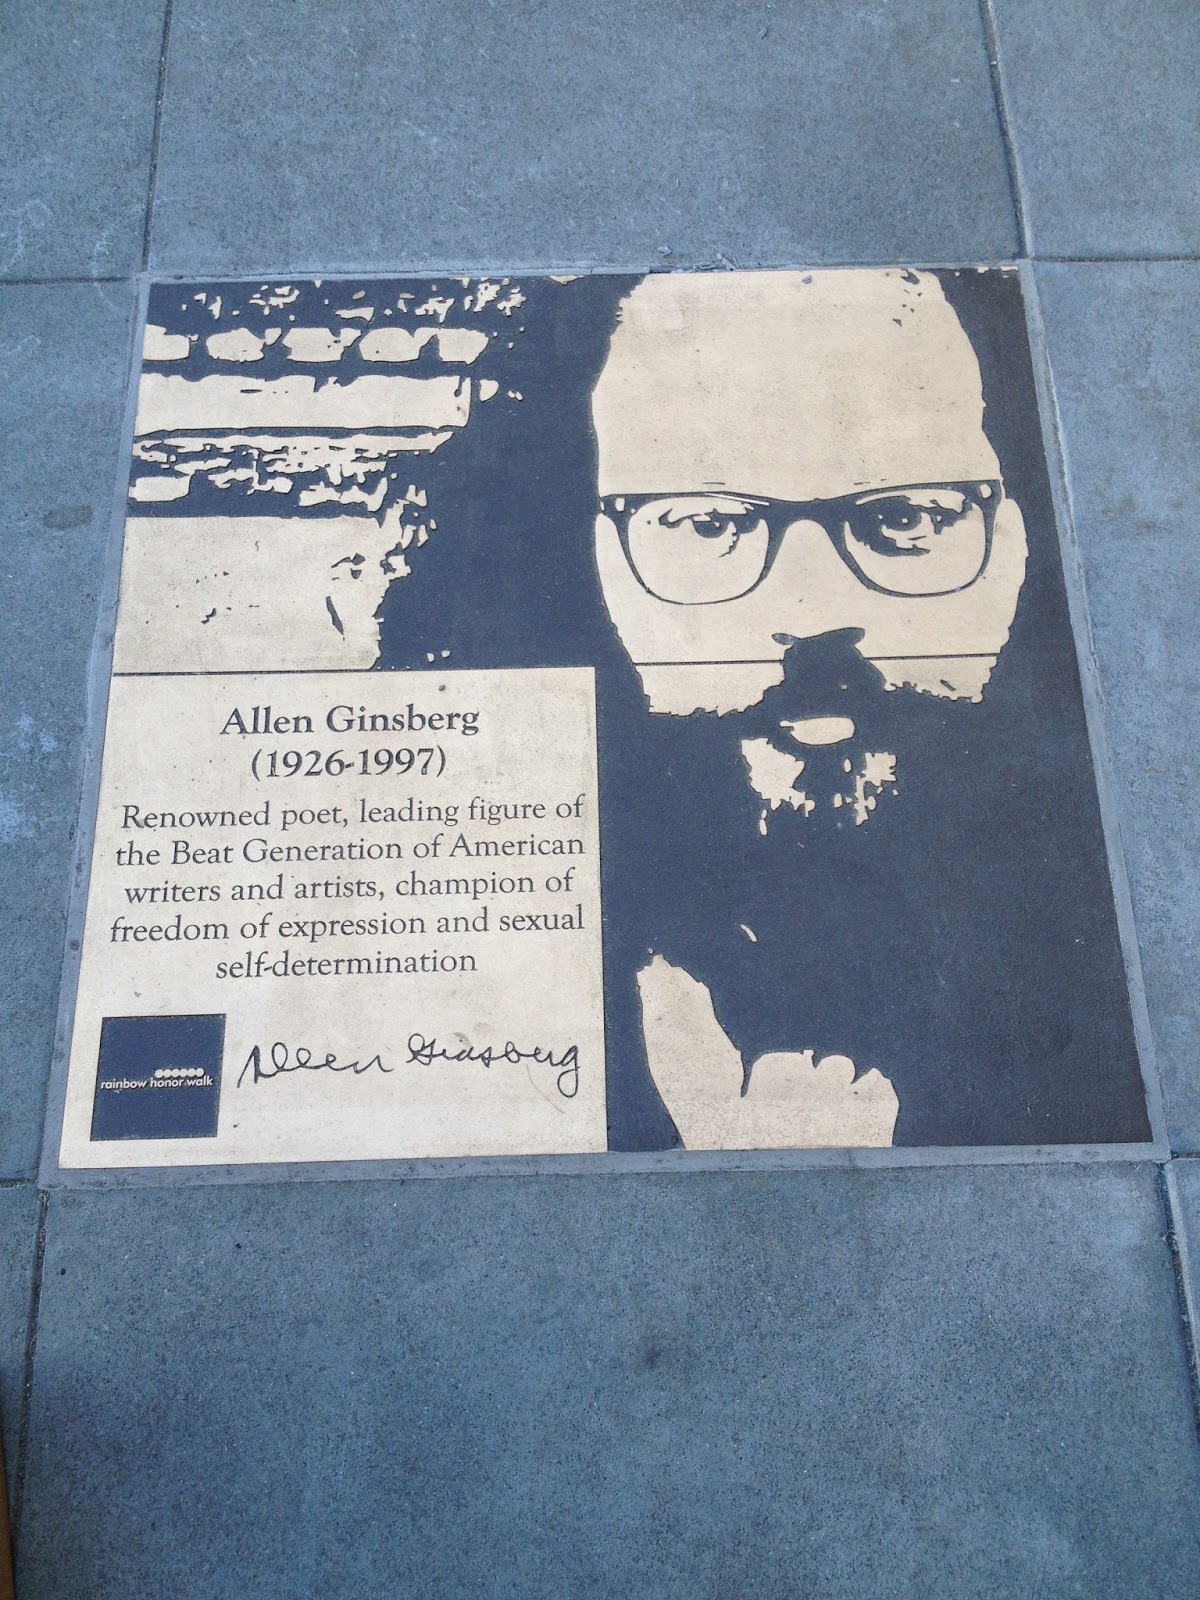 Allen Ginsberg
(1926-1997)
Renowned poet, leading figure of
the Beat Generation of American
writers and artists, champion of
freedom of expression and sexual
self-determination
rainbow honor walk
Allen Ginsberg